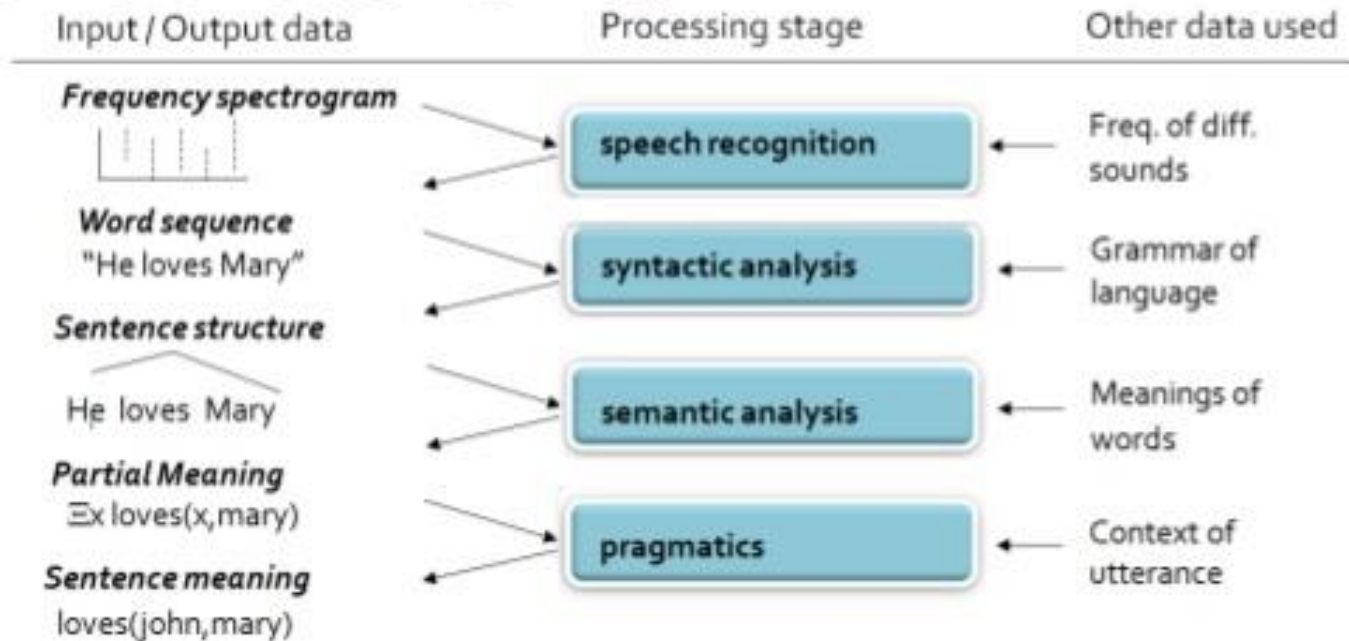 Input / Output data
Processing stage
Other data used
Frequency spectrogram
speech recognition
Freq. of diff.
sounds
Word sequence
"He loves Mary"
syntactic analysis
Grammar of
language
Sentence structure
He loves Mary
semantic analysis
Meanings of
words
Partial Meaning
Ξx loves(x,mary)
pragmatics
Context of
utterance
Sentence meaning
loves(john,mary)